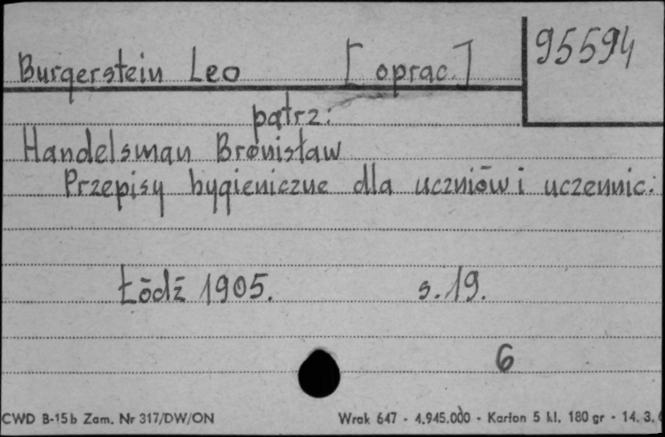 95594
Burgerstein Leo [oprac.]
patrz:
Handelsman Bronisław
Przepisy hygieniczne dla uczniów i uczennic.
Łódź 1905. s. 19.
6
CWD B-15b Zam. Nr 317/DW/ON Wrak 647 - 4.945.000 - Karton 5 kl. 180 gr - 14. 3.